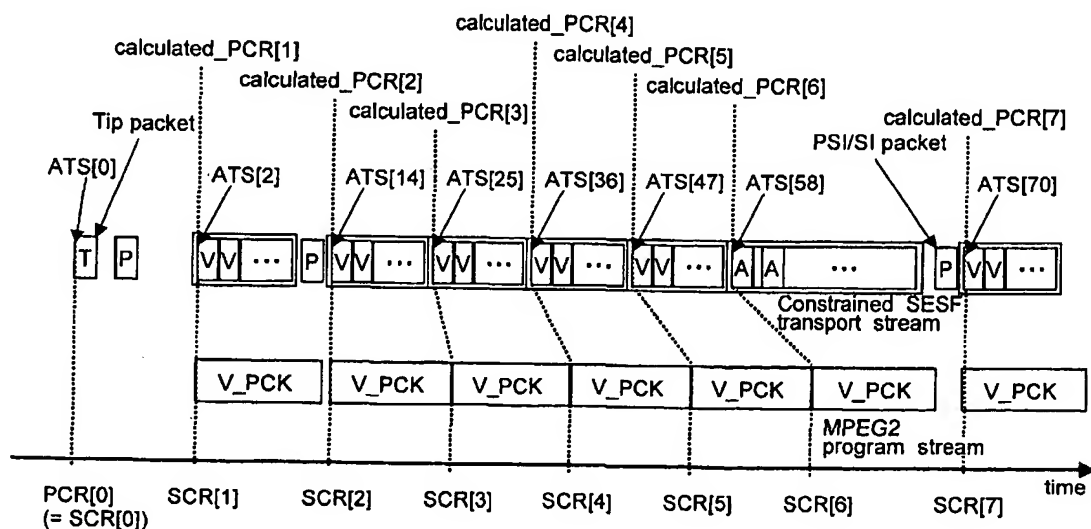 calculated_PCR[4]
calculated_PCR[1]
calculated_PCR[5]
calculated_PCR[2]
calculated_PCR[6]
calculated_PCR[3]
calculated_PCR[7]
Tip packet
PSI/SI packet
ATS[0]
ATS[2]
ATS[14]
ATS[25]
ATS[36]
ATS[47]
ATS[58]
ATS[70]
T P V V ... P V V ... V V ... V V ... V V ... A A ... P V V ...
Constrained SESF
transport stream
V_PCK V_PCK V_PCK V_PCK V_PCK V_PCK V_PCK
MPEG2
program stream
time
PCR[0] SCR[1] SCR[2] SCR[3] SCR[4] SCR[5] SCR[6] SCR[7]
(= SCR[0])